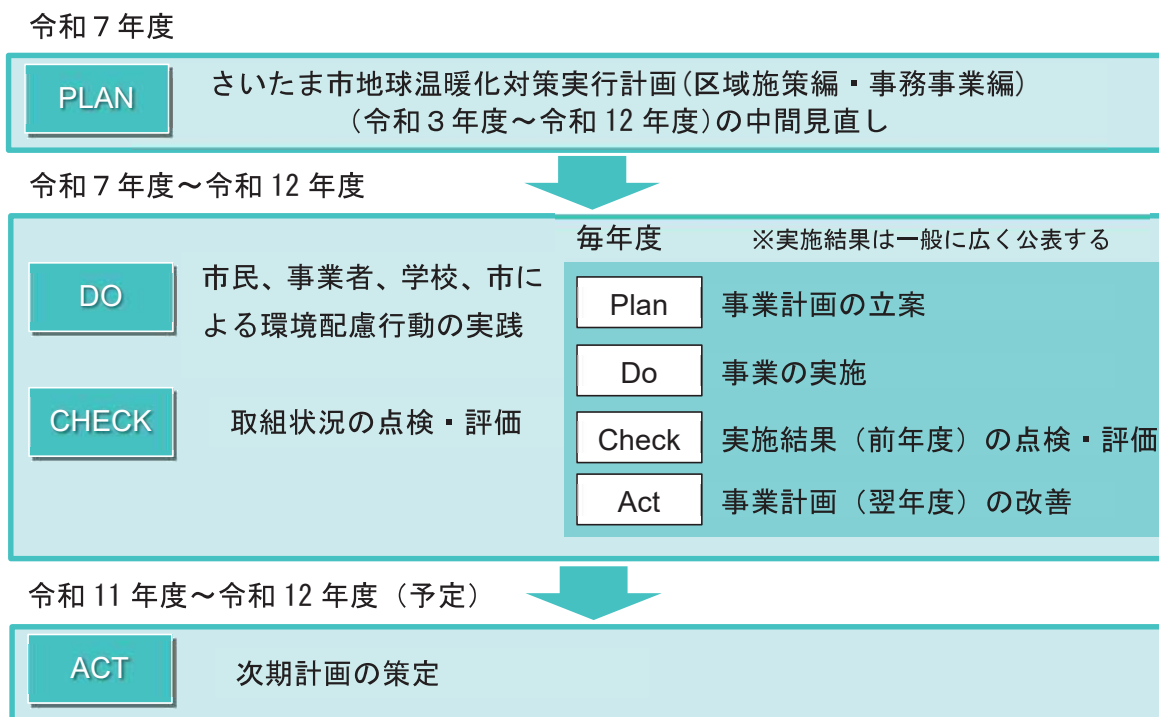 令和７年度
PLAN
さいたま市地球温暖化対策実行計画(区域施策編・事務事業編)
(令和３年度～令和 12 年度)の中間見直し
令和７年度～令和 12 年度
DO
市民、事業者、学校、市に
よる環境配慮行動の実践
CHECK
取組状況の点検・評価
毎年度
※実施結果は一般に広く公表する
Plan
事業計画の立案
Do
事業の実施
Check
実施結果（前年度）の点検・評価
Act
事業計画（翌年度）の改善
令和 11 年度～令和 12 年度（予定）
ACT
次期計画の策定